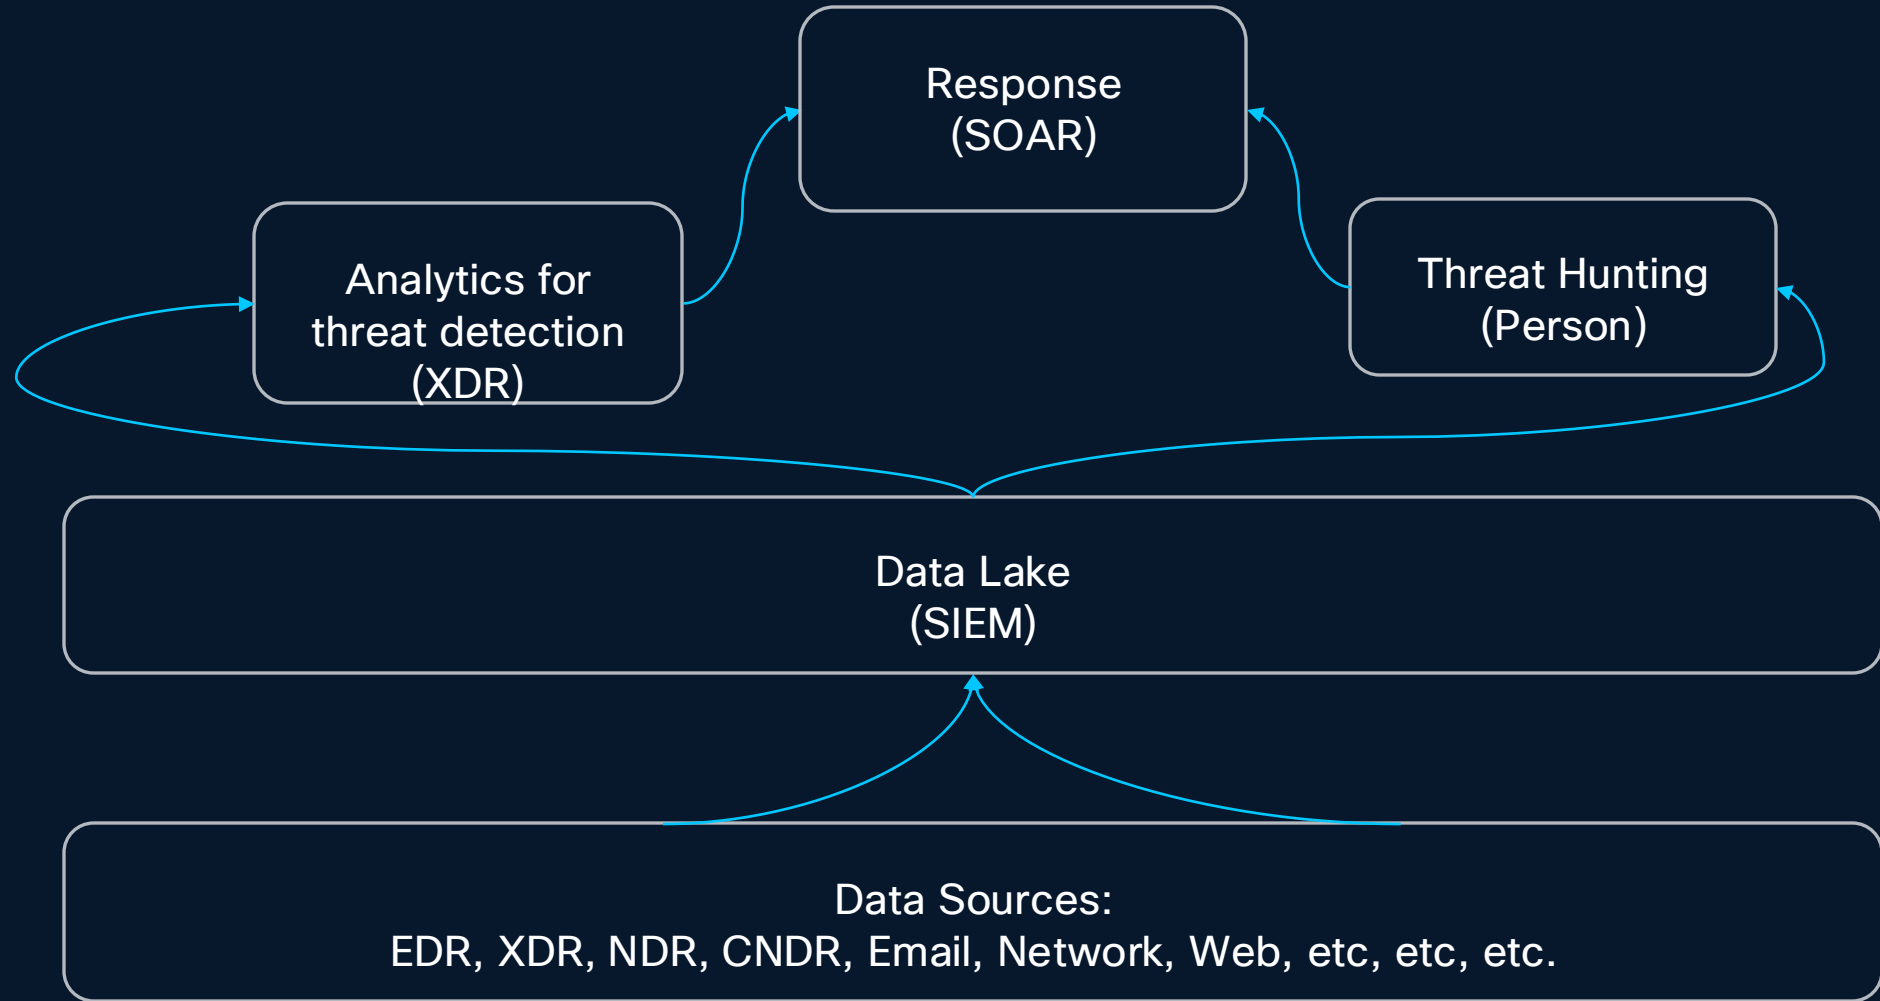 Response
(SOAR)
Analytics for
threat detection
(XDR)
Threat Hunting
(Person)
Data Lake
(SIEM)
Data Sources:
EDR, XDR, NDR, CNDR, Email, Network, Web, etc, etc, etc.